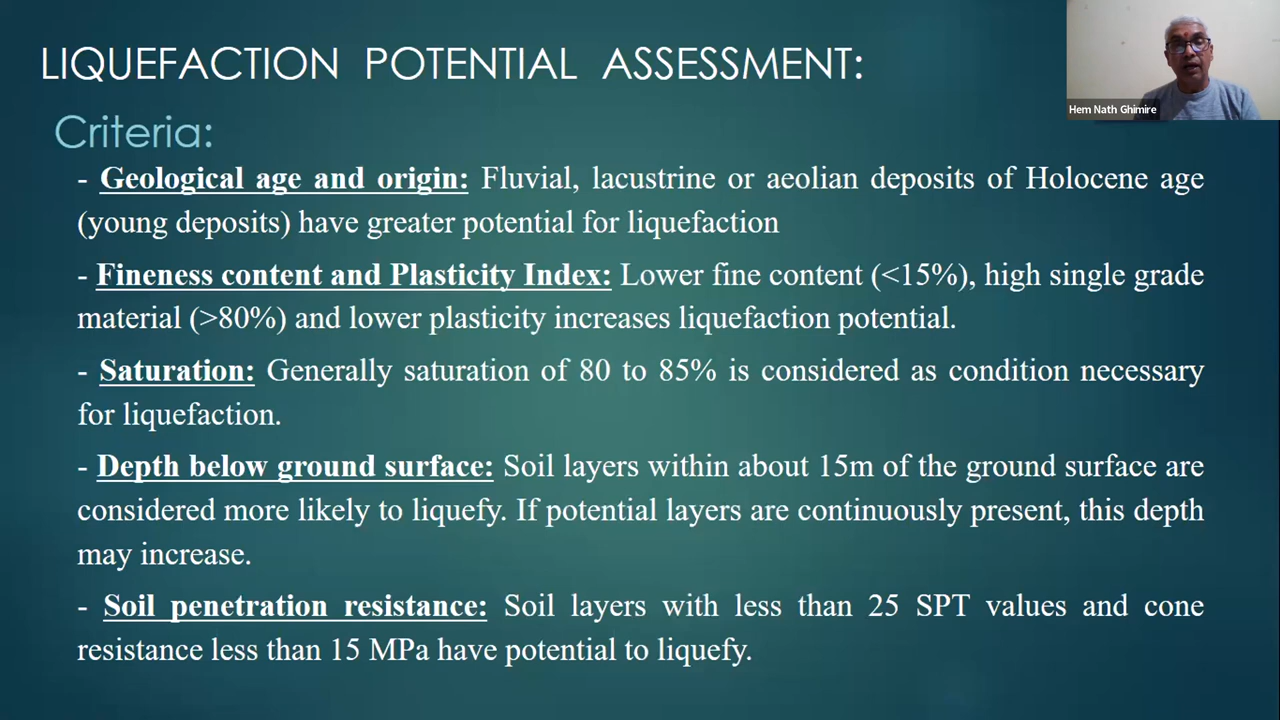 LIQUEFACTION POTENTIAL ASSESSMENT:
Hem Nath Ghimire
Criteria:
- Geological age and origin: Fluvial, lacustrine or aeolian deposits of Holocene age
(young deposits) have greater potential for liquefaction
- Fineness content and Plasticity Index: Lower fine content (<15%), high single grade
material (>80%) and lower plasticity increases liquefaction potential.
- Saturation: Generally saturation of 80 to 85% is considered as condition necessary
for liquefaction.
- Depth below ground surface: Soil layers within about 15m of the ground surface are
considered more likely to liquefy. If potential layers are continuously present, this depth
may increase.
- Soil penetration resistance: Soil layers with less than 25 SPT values and cone
resistance less than 15 MPa have potential to liquefy.